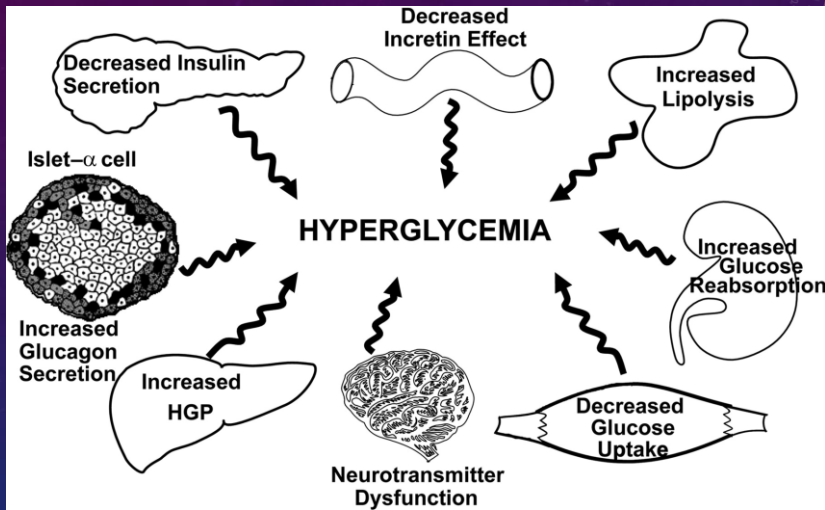 Decreased Insulin
Secretion
Decreased
Incretin Effect
Increased
Lipolysis
Islet–α cell
HYPERGLYCEMIA
Increased
Glucose
Reabsorption
Increased
Glucagon
Secretion
Increased
HGP
Neurotransmitter
Dysfunction
Decreased
Glucose
Uptake